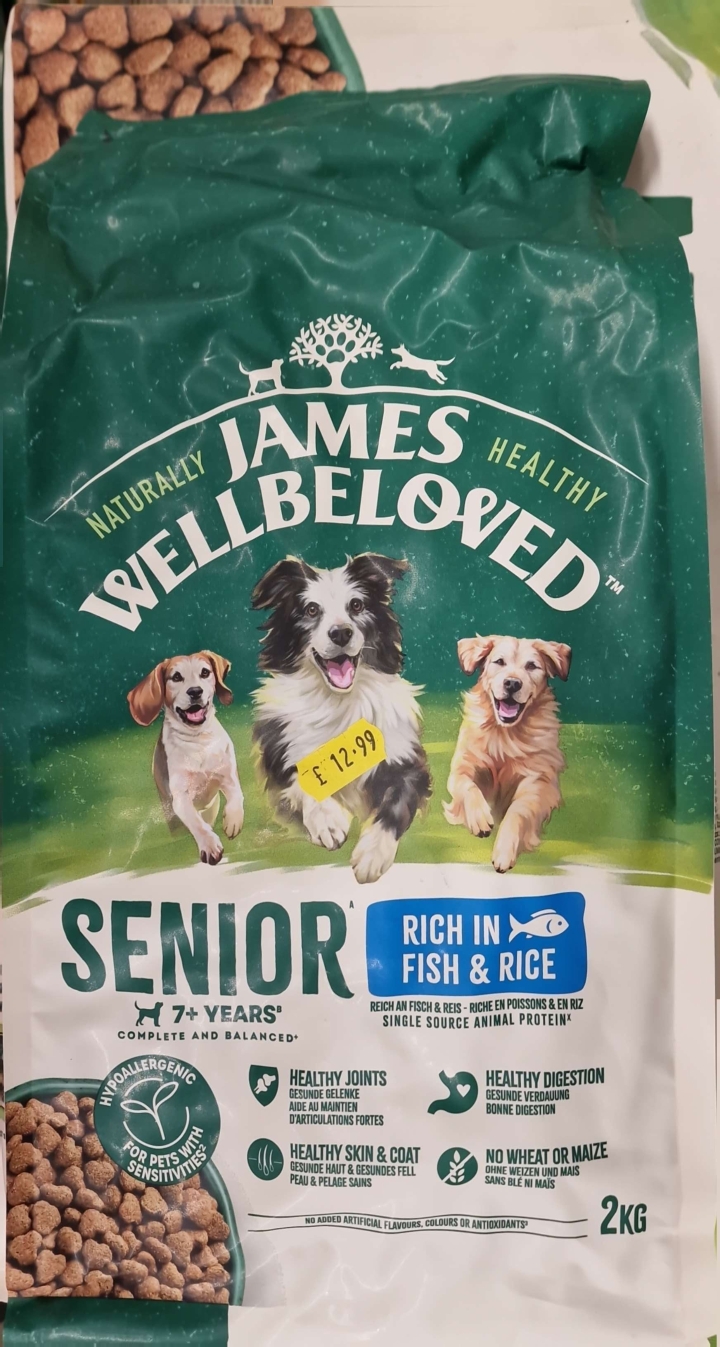 NATURALLY
JAMES
HEALTHY
WELLBELOVED™
£ 12.99
SENIOR^A
7+ YEARS^B
COMPLETE AND BALANCED⁺
RICH IN
FISH & RICE
REICH AN FISCH & REIS - RICHE EN POISSONS & EN RIZ
SINGLE SOURCE ANIMAL PROTEINˣ
HYPOALLERGENIC
FOR PETS WITH
SENSITIVITIES²
HEALTHY JOINTS
GESUNDE GELENKE
AIDE AU MAINTIEN
D'ARTICULATIONS FORTES
HEALTHY DIGESTION
GESUNDE VERDAUUNG
BONNE DIGESTION
HEALTHY SKIN & COAT
GESUNDE HAUT & GESUNDES FELL
PEAU & PELAGE SAINS
NO WHEAT OR MAIZE
OHNE WEIZEN UND MAIS
SANS BLÉ NI MAÏS
NO ADDED ARTIFICIAL FLAVOURS, COLOURS OR ANTIOXIDANTS³
2KG